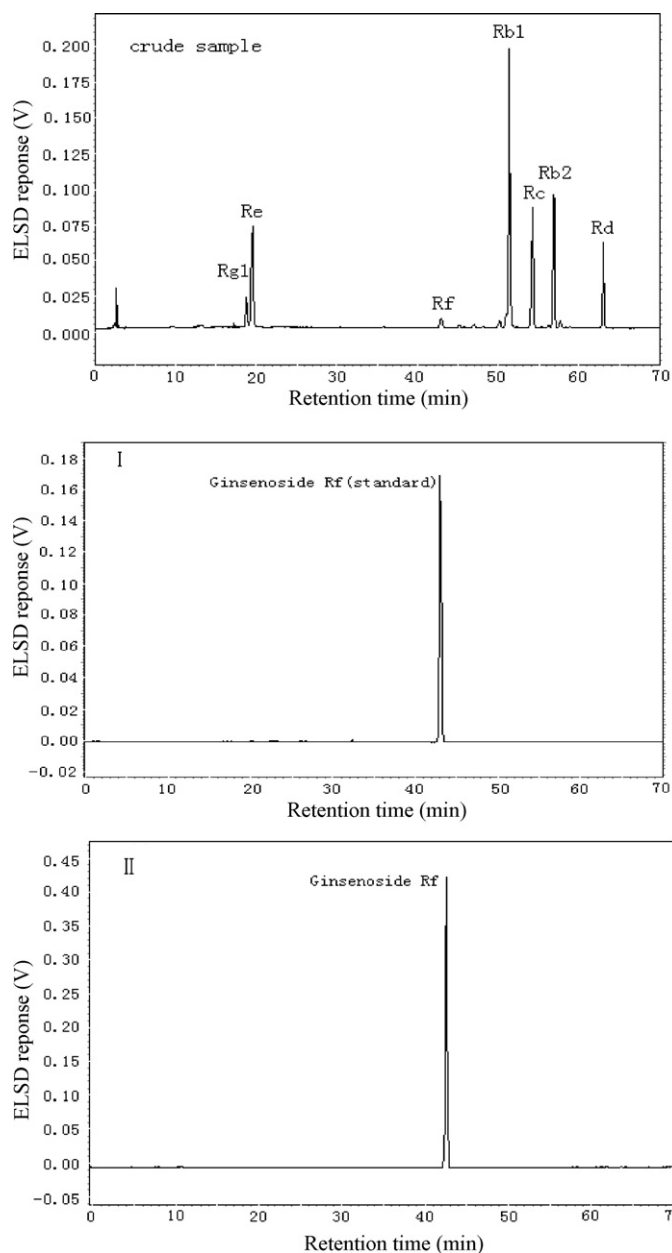 crude sample
Rb1
Rb2
Rc
Re
Rd
Rg1
Rf
ELSD reponse (V)
0.200
0.175
0.150
0.125
0.100
0.075
0.050
0.025
0.000
0 10 20 30 40 50 60 70
Retention time (min)
I
Ginsenoside Rf(standard)
ELSD reponse (V)
0.18
0.16
0.14
0.12
0.10
0.08
0.06
0.04
0.02
0.00
-0.02
0 10 20 30 40 50 60 70
Retention time (min)
II
Ginsenoside Rf
ELSD reponse (V)
0.45
0.40
0.35
0.30
0.25
0.20
0.15
0.10
0.05
0.00
-0.05
0 10 20 30 40 50 60 70
Retention time (min)